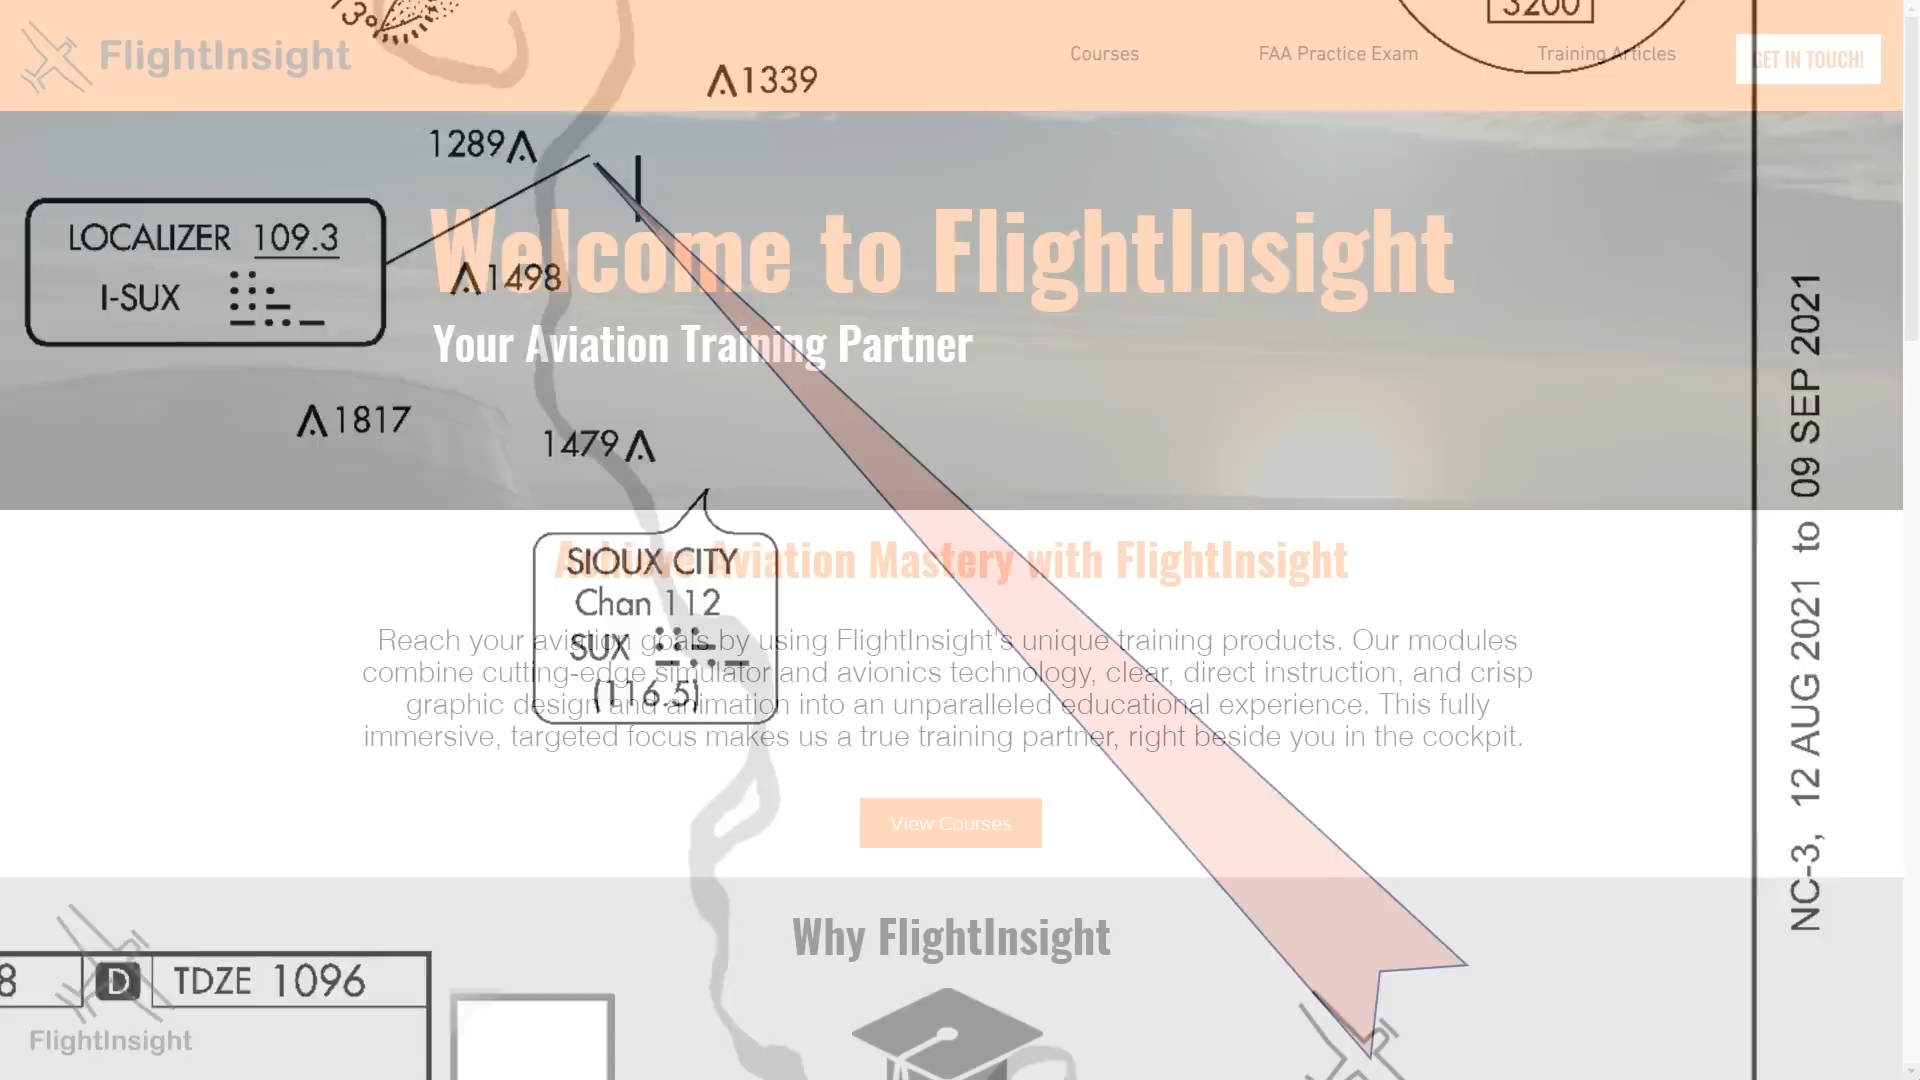 13°
3200
FlightInsight
Courses
FAA Practice Exam
Training Articles
GET IN TOUCH!
1339
1289
LOCALIZER 109.3
I-SUX
Welcome to FlightInsight
1498
Your Aviation Training Partner
1817
1479
Achieve Aviation Mastery with FlightInsight
SIOUX CITY
Chan 112
SUX
(116.5)
Reach your aviation goals by using FlightInsight's unique training products. Our modules
combine cutting-edge simulator and avionics technology, clear, direct instruction, and crisp
graphic design and animation into an unparalleled educational experience. This fully
immersive, targeted focus makes us a true training partner, right beside you in the cockpit.
View Courses
NC-3, 12 AUG 2021 to 09 SEP 2021
Why FlightInsight
8
D
TDZE 1096
FlightInsight